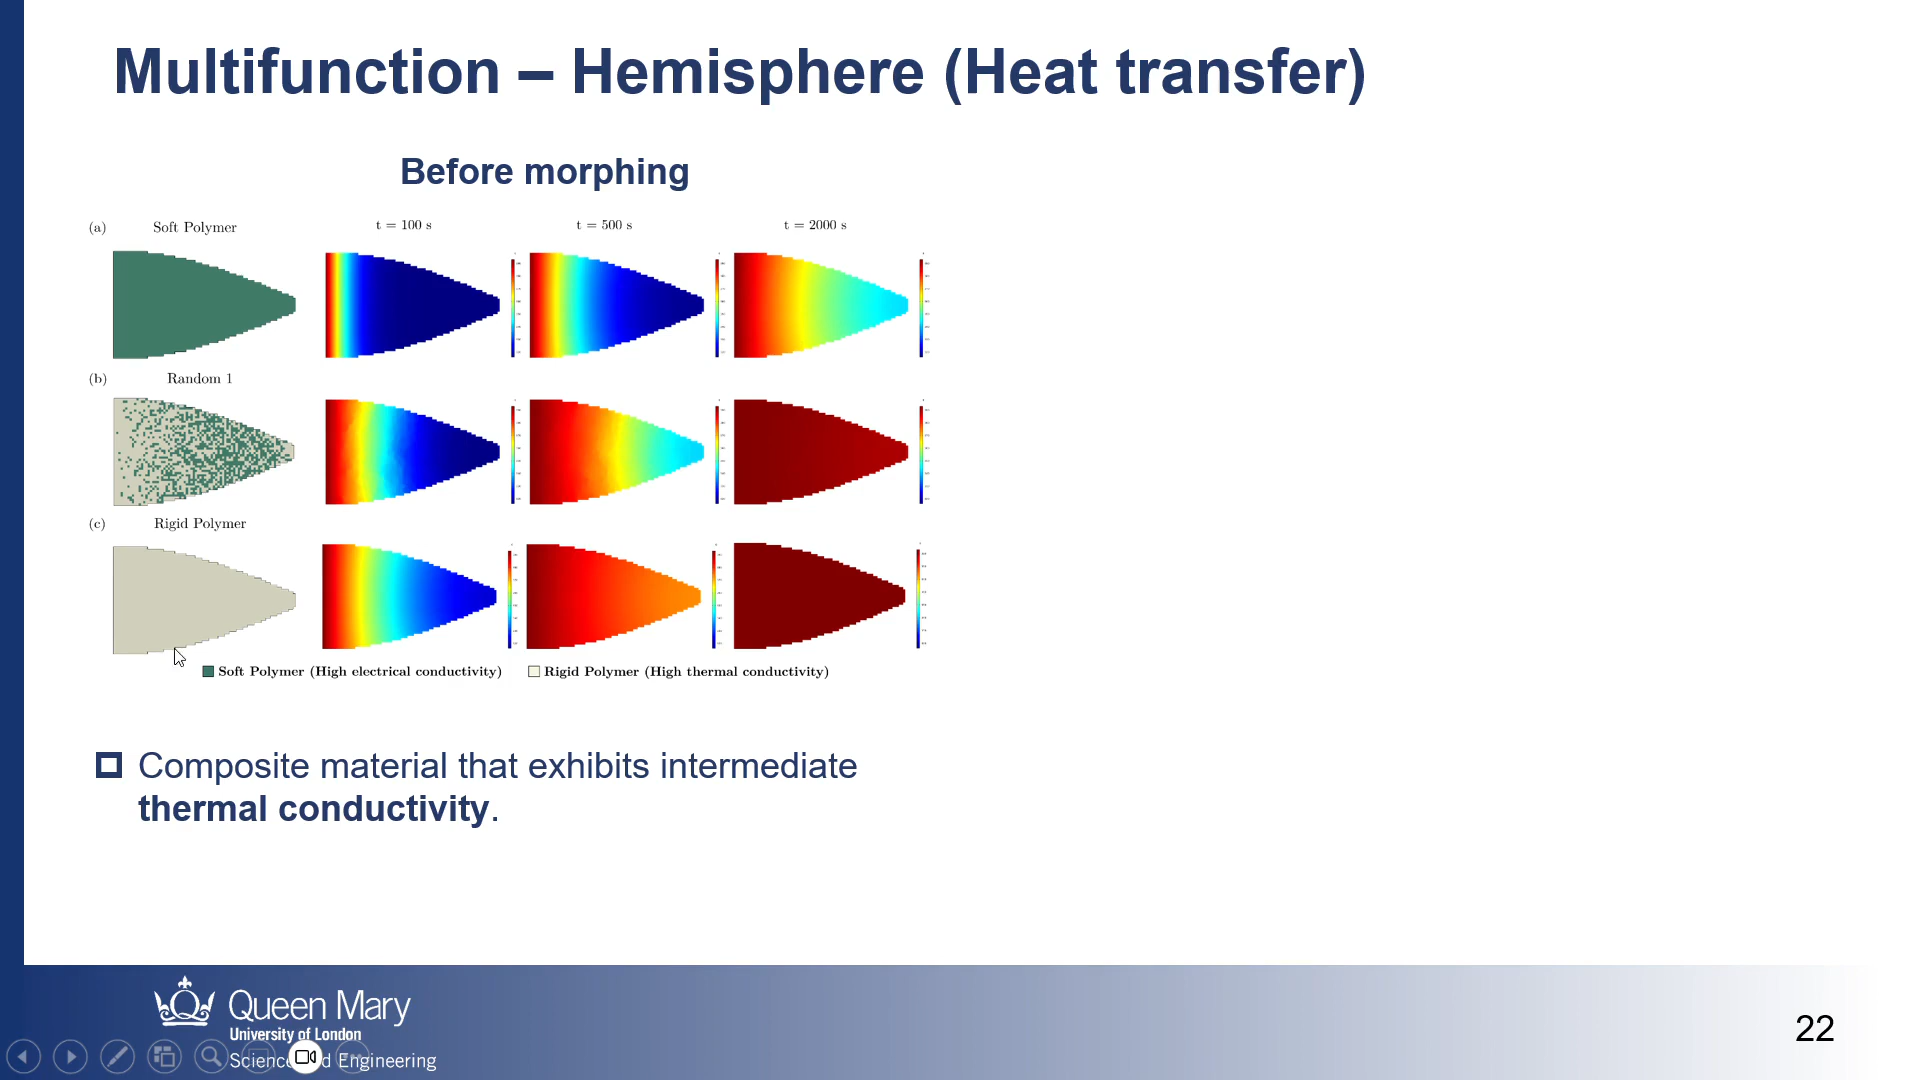 Multifunction – Hemisphere (Heat transfer)
Before morphing
(a) Soft Polymer t = 100 s t = 500 s t = 2000 s
(b) Random 1
(c) Rigid Polymer
Soft Polymer (High electrical conductivity) Rigid Polymer (High thermal conductivity)
Composite material that exhibits intermediate
thermal conductivity.
Queen Mary
University of London
Science d Engineering
22